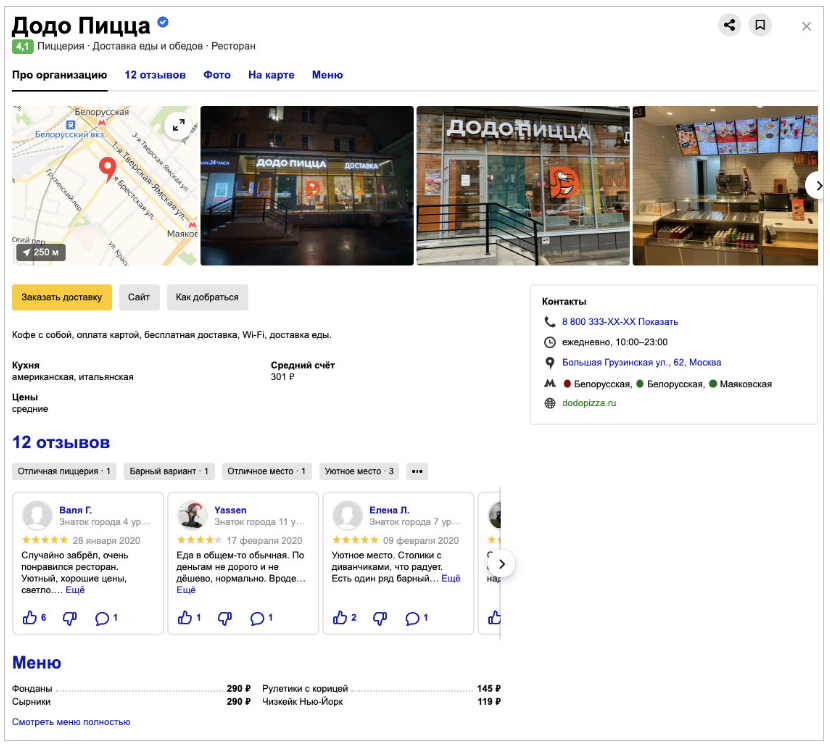 Додо Пицца
4,1 Пиццерия · Доставка еды и обедов · Ресторан
Про организацию 12 отзывов Фото На карте Меню
Белорусская
Белорусский вкз.
3-я Тверская-Ямская ул.
1-я Тверская-Ямская ул.
я Брестская ул.
Грузинский пер.
Маяков
ул. Крас
250 м
24 ЧАСА
ДОДО ПИЦЦА ДОСТАВКА
ДОДО ПИЦЦА
Заказать доставку Сайт Как добраться
Кофе с собой, оплата картой, бесплатная доставка, Wi-Fi, доставка еды.
Кухня
американская, итальянская
Средний счёт
301 ₽
Цены
средние
Контакты
8 800 333-XX-XX Показать
ежедневно, 10:00–23:00
Большая Грузинская ул., 62, Москва
Белорусская, Белорусская, Маяковская
dodopizza.ru
12 отзывов
Отличная пиццерия · 1 Барный вариант · 1 Отличное место · 1 Уютное место · 3
Валя Г.
Знаток города 4 ур…
28 января 2020
Случайно забрёл, очень
понравился ресторан.
Уютный, хорошие цены,
светло.… Ещё
6 1
Yassen
Знаток города 11 у…
17 февраля 2020
Еда в общем-то обычная. По
деньгам не дорого и не
дёшево, нормально. Вроде…
Ещё
1 1
Елена Л.
Знаток города 7 ур…
09 февраля 2020
Уютное место. Столики с
диванчиками, что радует.
Есть один ряд барный… Ещё
2 1
Меню
Фонданы 290 ₽ Рулетики с корицей 145 ₽
Сырники 290 ₽ Чизкейк Нью-Йорк 119 ₽
Смотреть меню полностью